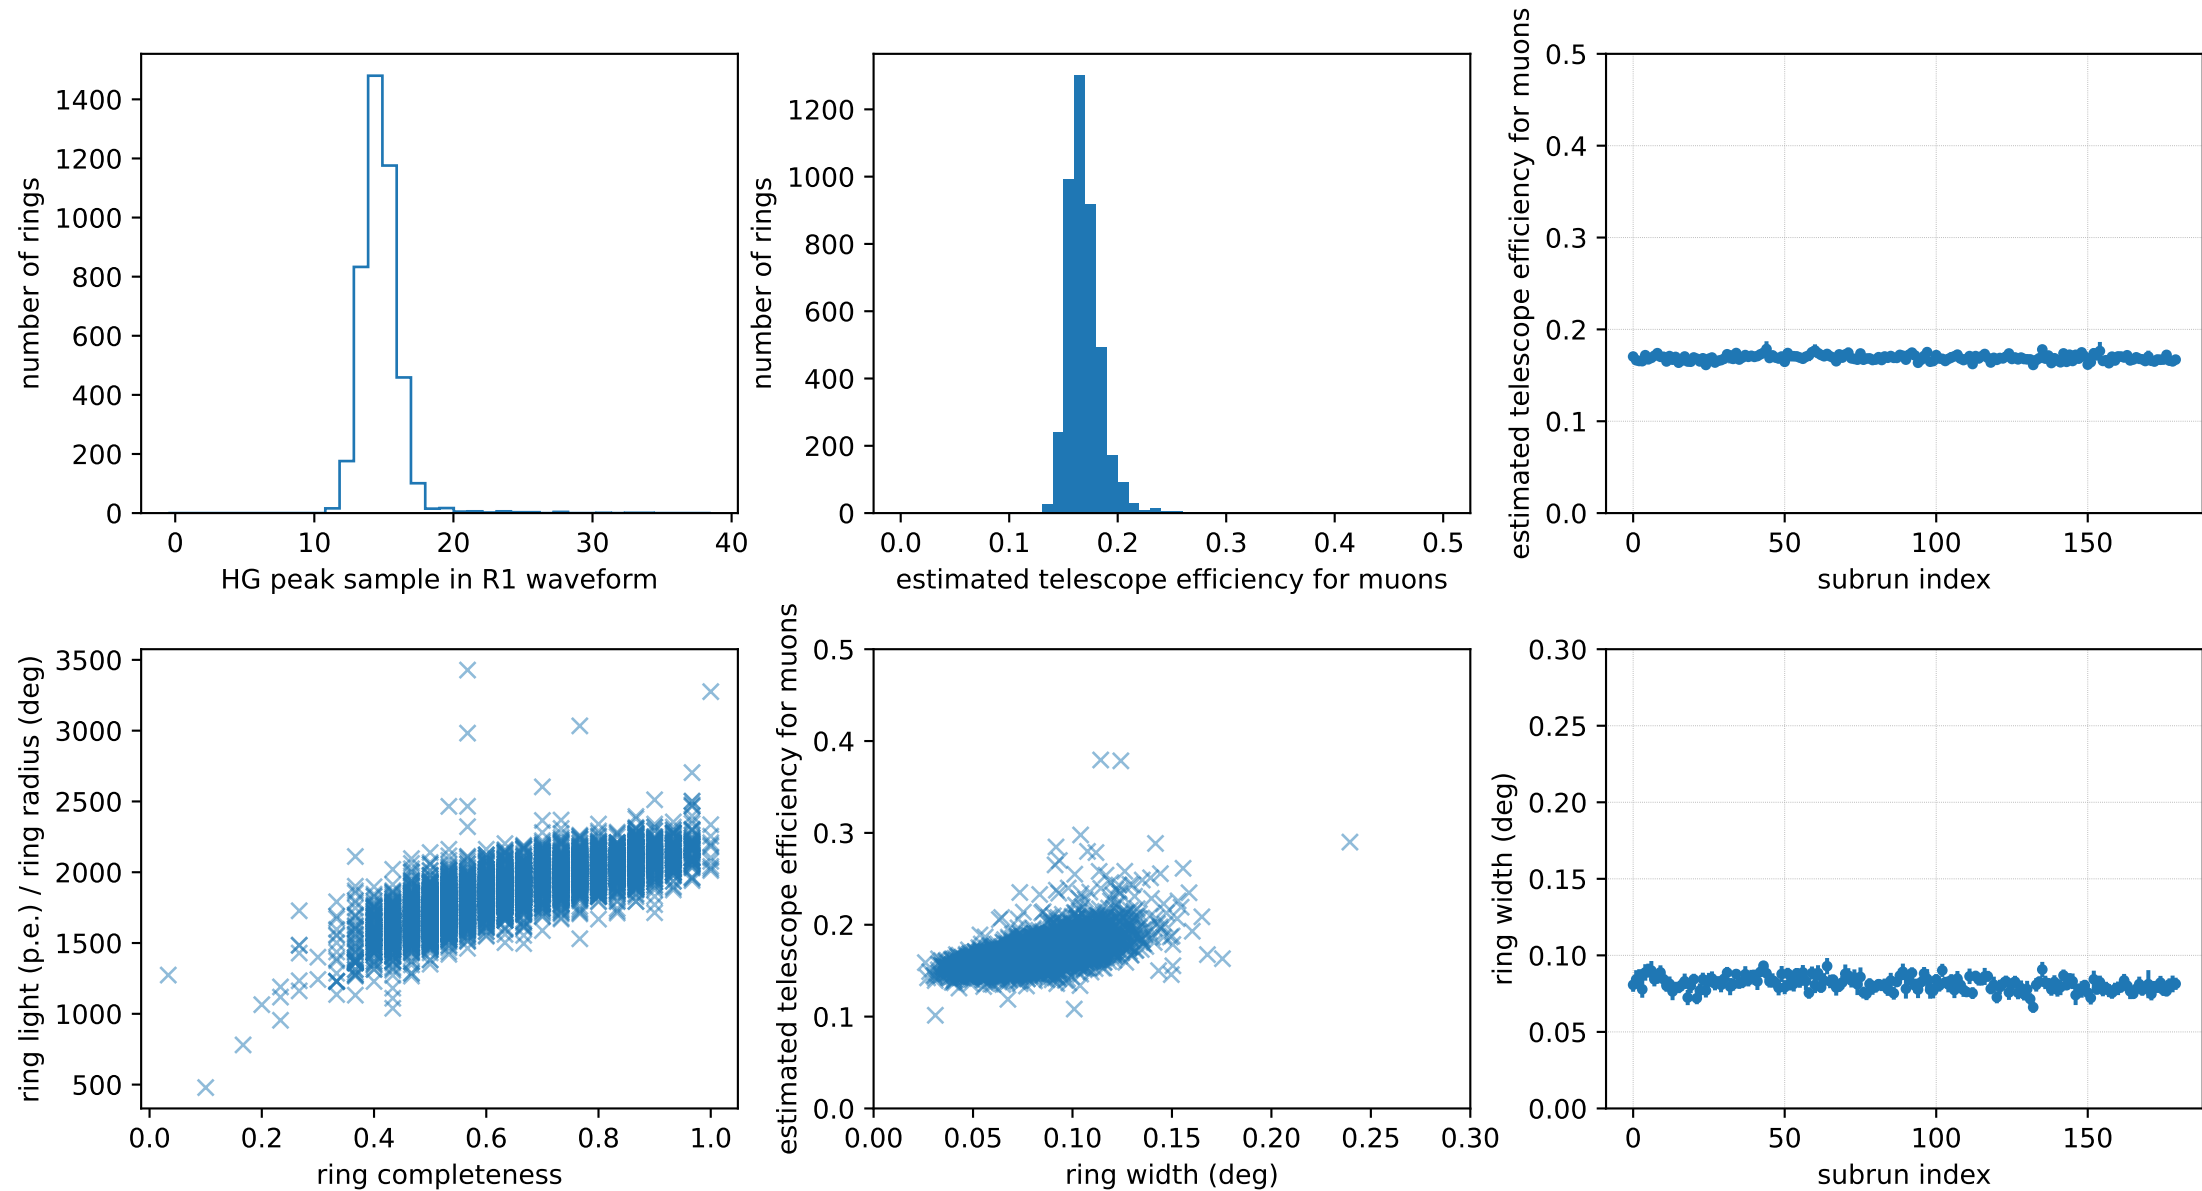 number of rings
1400
1200
1000
800
600
400
200
0
0 10 20 30 40
HG peak sample in R1 waveform
number of rings
1200
1000
800
600
400
200
0
0.0 0.1 0.2 0.3 0.4 0.5
estimated telescope efficiency for muons
estimated telescope efficiency for muons
0.5
0.4
0.3
0.2
0.1
0.0
0 50 100 150
subrun index
ring light (p.e.) / ring radius (deg)
3500
3000
2500
2000
1500
1000
500
0.0 0.2 0.4 0.6 0.8 1.0
ring completeness
estimated telescope efficiency for muons
0.5
0.4
0.3
0.2
0.1
0.0
0.00 0.05 0.10 0.15 0.20 0.25 0.30
ring width (deg)
ring width (deg)
0.30
0.25
0.20
0.15
0.10
0.05
0.00
0 50 100 150
subrun index